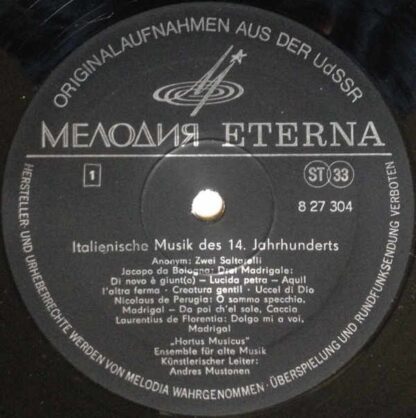 ORIGINALAUFNAHMEN AUS DER UdSSR
МЕЛОДИЯ ETERNA
1
ST 33
8 27 304
Italienische Musik des 14. Jahrhunderts
Anonym: Zwei Saltarelli
Jacopo da Bologna: Drei Madrigale:
Di novo è giunt(o) – Lucida petra – Aquil
l'altra ferma - Creatura gentil - Uccel di Dio
Nicolaus de Perugia: O sommo specchio,
Madrigal – Da poi ch'el sole, Caccia
Laurentius de Florentia: Dolgo mi a voi,
Madrigal
„Hortus Musicus"
Ensemble für alte Musik
Künstlerischer Leiter:
Andres Mustonen
HERSTELLER- UND URHEBERRECHTE WERDEN VON MELODIA WAHRGENOMMEN · ÜBERSPIELUNG UND RUNDFUNKSENDUNG VERBOTEN